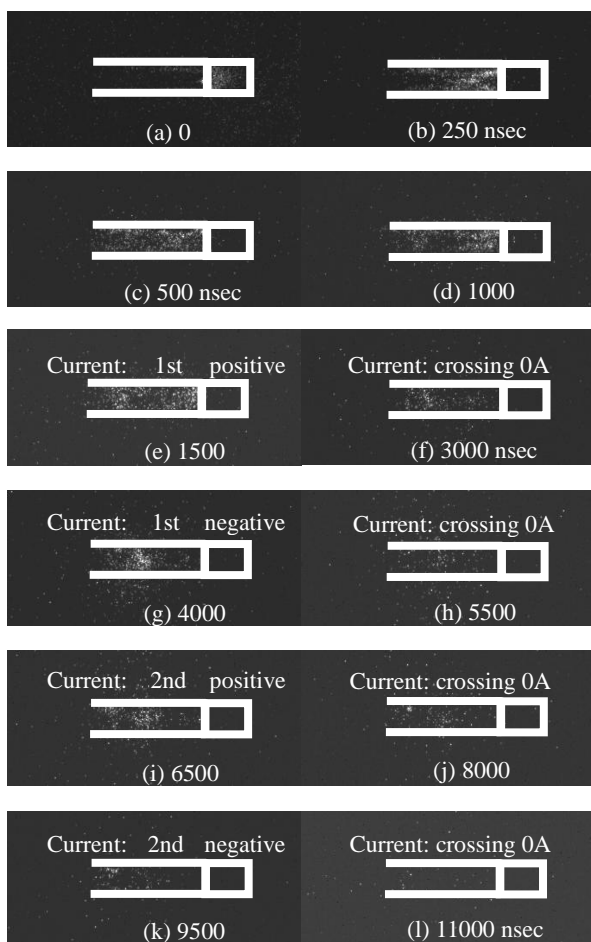 (a) 0
(b) 250 nsec
(c) 500 nsec
(d) 1000
Current: 1st positive
(e) 1500
Current: crossing 0A
(f) 3000 nsec
Current: 1st negative
(g) 4000
Current: crossing 0A
(h) 5500
Current: 2nd positive
(i) 6500
Current: crossing 0A
(j) 8000
Current: 2nd negative
(k) 9500
Current: crossing 0A
(l) 11000 nsec